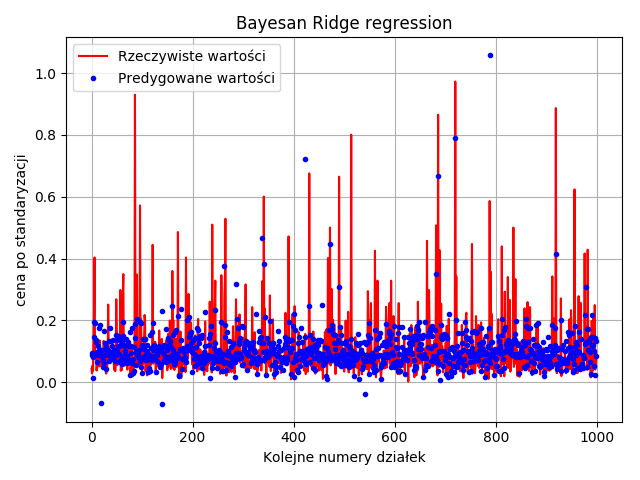 Bayesan Ridge regression
Rzeczywiste wartości
Predygowane wartości
cena po standaryzacji
1.0
0.8
0.6
0.4
0.2
0.0
0
200
400
600
800
1000
Kolejne numery działek